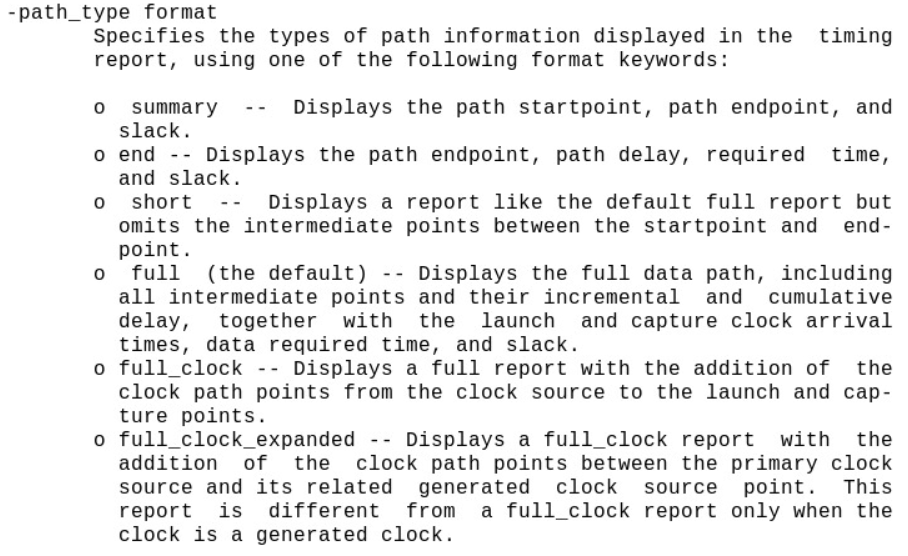 -path_type format
Specifies the types of path information displayed in the  timing
report, using one of the following format keywords:

o  summary  --  Displays the path startpoint, path endpoint, and
slack.
o end -- Displays the path endpoint, path delay, required  time,
and slack.
o  short  --  Displays a report like the default full report but
omits the intermediate points between the startpoint and  end-
point.
o  full  (the default) -- Displays the full data path, including
all intermediate points and their incremental  and  cumulative
delay,  together  with  the  launch  and capture clock arrival
times, data required time, and slack.
o full_clock -- Displays a full report with the addition of  the
clock path points from the clock source to the launch and cap-
ture points.
o full_clock_expanded -- Displays a full_clock report  with  the
addition  of  the  clock path points between the primary clock
source and its related  generated  clock  source  point.  This
report  is  different  from  a full_clock report only when the
clock is a generated clock.